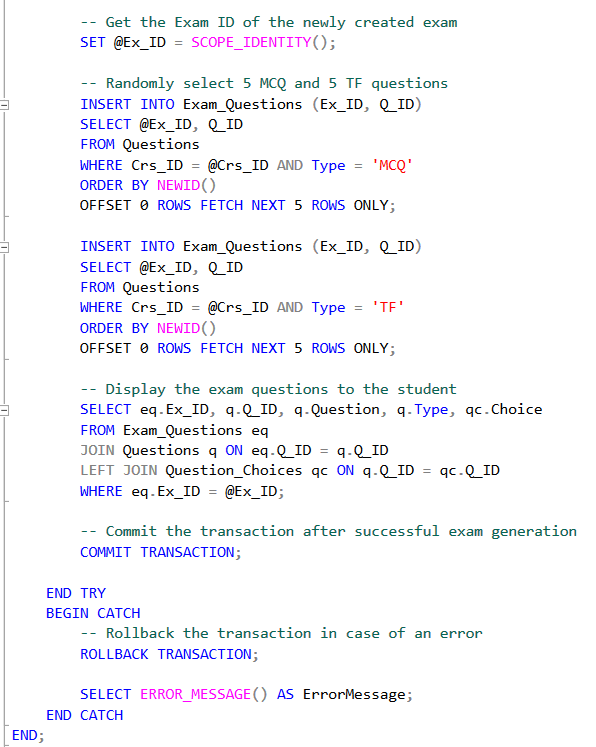 -- Get the Exam ID of the newly created exam
SET @Ex_ID = SCOPE_IDENTITY();
-- Randomly select 5 MCQ and 5 TF questions
INSERT INTO Exam_Questions (Ex_ID, Q_ID)
SELECT @Ex_ID, Q_ID
FROM Questions
WHERE Crs_ID = @Crs_ID AND Type = 'MCQ'
ORDER BY NEWID()
OFFSET 0 ROWS FETCH NEXT 5 ROWS ONLY;
INSERT INTO Exam_Questions (Ex_ID, Q_ID)
SELECT @Ex_ID, Q_ID
FROM Questions
WHERE Crs_ID = @Crs_ID AND Type = 'TF'
ORDER BY NEWID()
OFFSET 0 ROWS FETCH NEXT 5 ROWS ONLY;
-- Display the exam questions to the student
SELECT eq.Ex_ID, q.Q_ID, q.Question, q.Type, qc.Choice
FROM Exam_Questions eq
JOIN Questions q ON eq.Q_ID = q.Q_ID
LEFT JOIN Question_Choices qc ON q.Q_ID = qc.Q_ID
WHERE eq.Ex_ID = @Ex_ID;
-- Commit the transaction after successful exam generation
COMMIT TRANSACTION;
END TRY
BEGIN CATCH
-- Rollback the transaction in case of an error
ROLLBACK TRANSACTION;
SELECT ERROR_MESSAGE() AS ErrorMessage;
END CATCH
END;